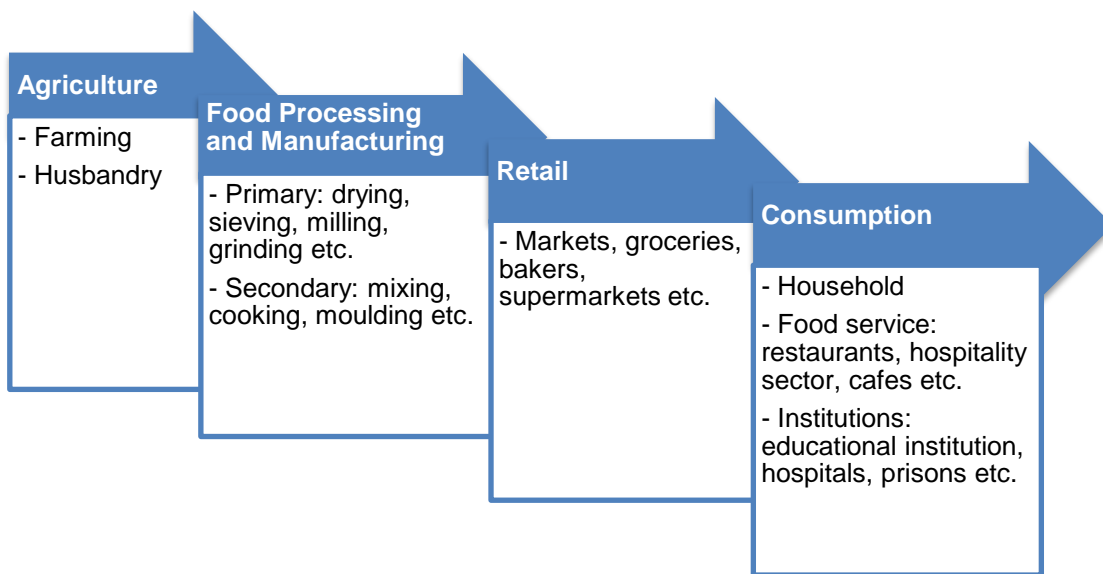 Agriculture
- Farming
- Husbandry
Food Processing
and Manufacturing
- Primary: drying,
sieving, milling,
grinding etc.
- Secondary: mixing,
cooking, moulding etc.
Retail
- Markets, groceries,
bakers,
supermarkets etc.
Consumption
- Household
- Food service:
restaurants, hospitality
sector, cafes etc.
- Institutions:
educational institution,
hospitals, prisons etc.